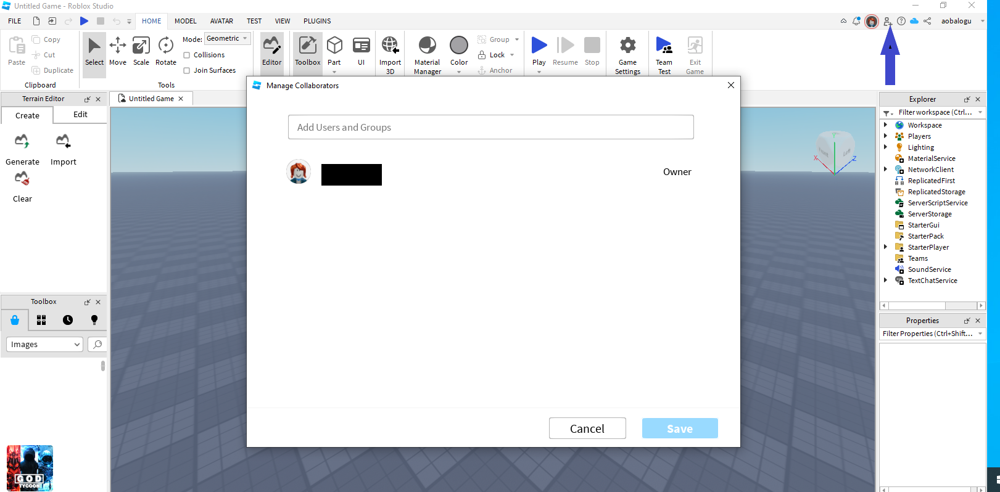 Untitled Game - Roblox Studio
FILE HOME MODEL AVATAR TEST VIEW PLUGINS aobalogu
Paste Copy Cut Duplicate
Clipboard
Select Move Scale Rotate
Mode: Geometric
Collisions
Join Surfaces
Tools
Editor Toolbox Part UI Import 3D
Material Manager Color
Group
Lock
Anchor
Play Resume Stop
Game Settings
Team Test
Exit Game
Terrain Editor
Create Edit
Generate Import
Clear
Toolbox
Images
GOD
TYCOON!
Untitled Game
Manage Collaborators
Add Users and Groups
Owner
Cancel Save
Front Left
Y
X Z
Explorer
Filter workspace (Ctrl...
Workspace
Players
Lighting
MaterialService
NetworkClient
ReplicatedFirst
ReplicatedStorage
ServerScriptService
ServerStorage
StarterGui
StarterPack
StarterPlayer
Teams
SoundService
TextChatService
Properties
Filter Properties (Ctrl+Shift...